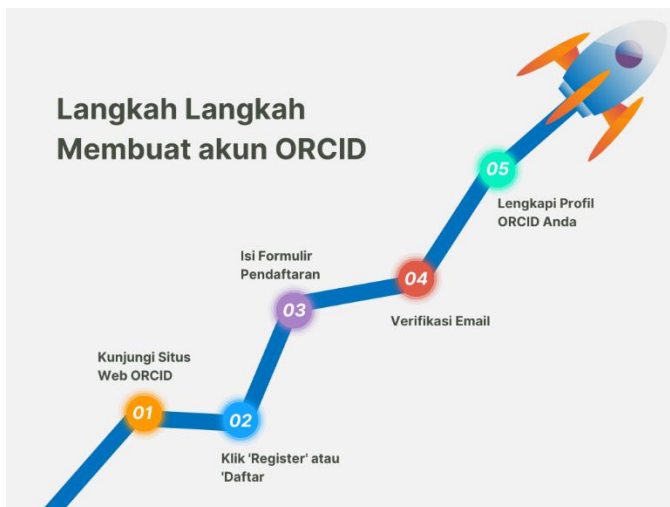 Langkah Langkah
Membuat akun ORCID
01
Kunjungi Situs
Web ORCID
02
Klik 'Register' atau
'Daftar
03
Isi Formulir
Pendaftaran
04
Verifikasi Email
05
Lengkapi Profil
ORCID Anda